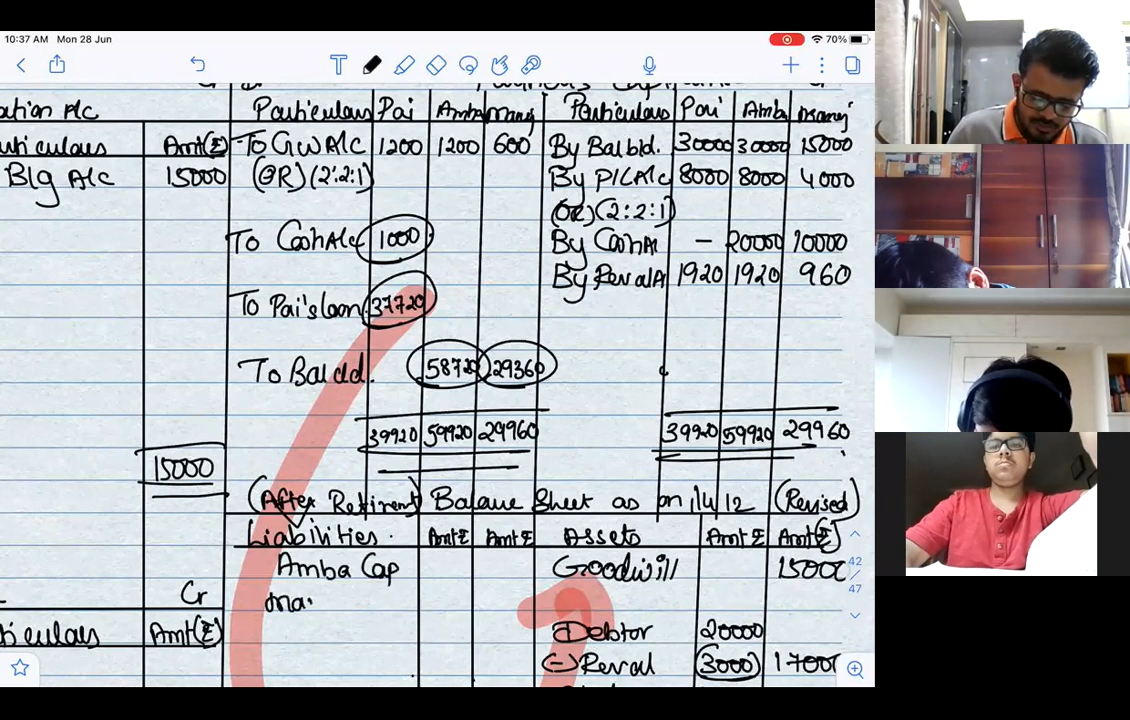 10:37 AM Mon 28 Jun
70%
ation A/c
Particulars Pai Amba Manoj Particulars Pai Amba Manoj
ticulars Amt(₹) To GW A/c 1200 1200 600 By Bal b/d. 30000 30000 15000
Blg A/c 15000 (OR) (2:2:1) By P/L A/c 8000 8000 4000
(OR) (2:2:1)
To Cash A/c 1000 By Cash A/c - 20000 10000
By Reval A/c 1920 1920 960
To Pai's loan 37720
To Bal c/d. 58720 29360
39920 59920 29960 39920 59920 29960
15000
(After Retirement) Balance Sheet as on 1/4/12 (Revised)
Liabilities. Amt ₹ Amt ₹ Assets Amt ₹ Amt(₹)
Amba Cap Goodwill 15000
Cr Ma
ticulars Amt(₹) Debtor 20000
(-) Reval (3000) 17000
42
/
47